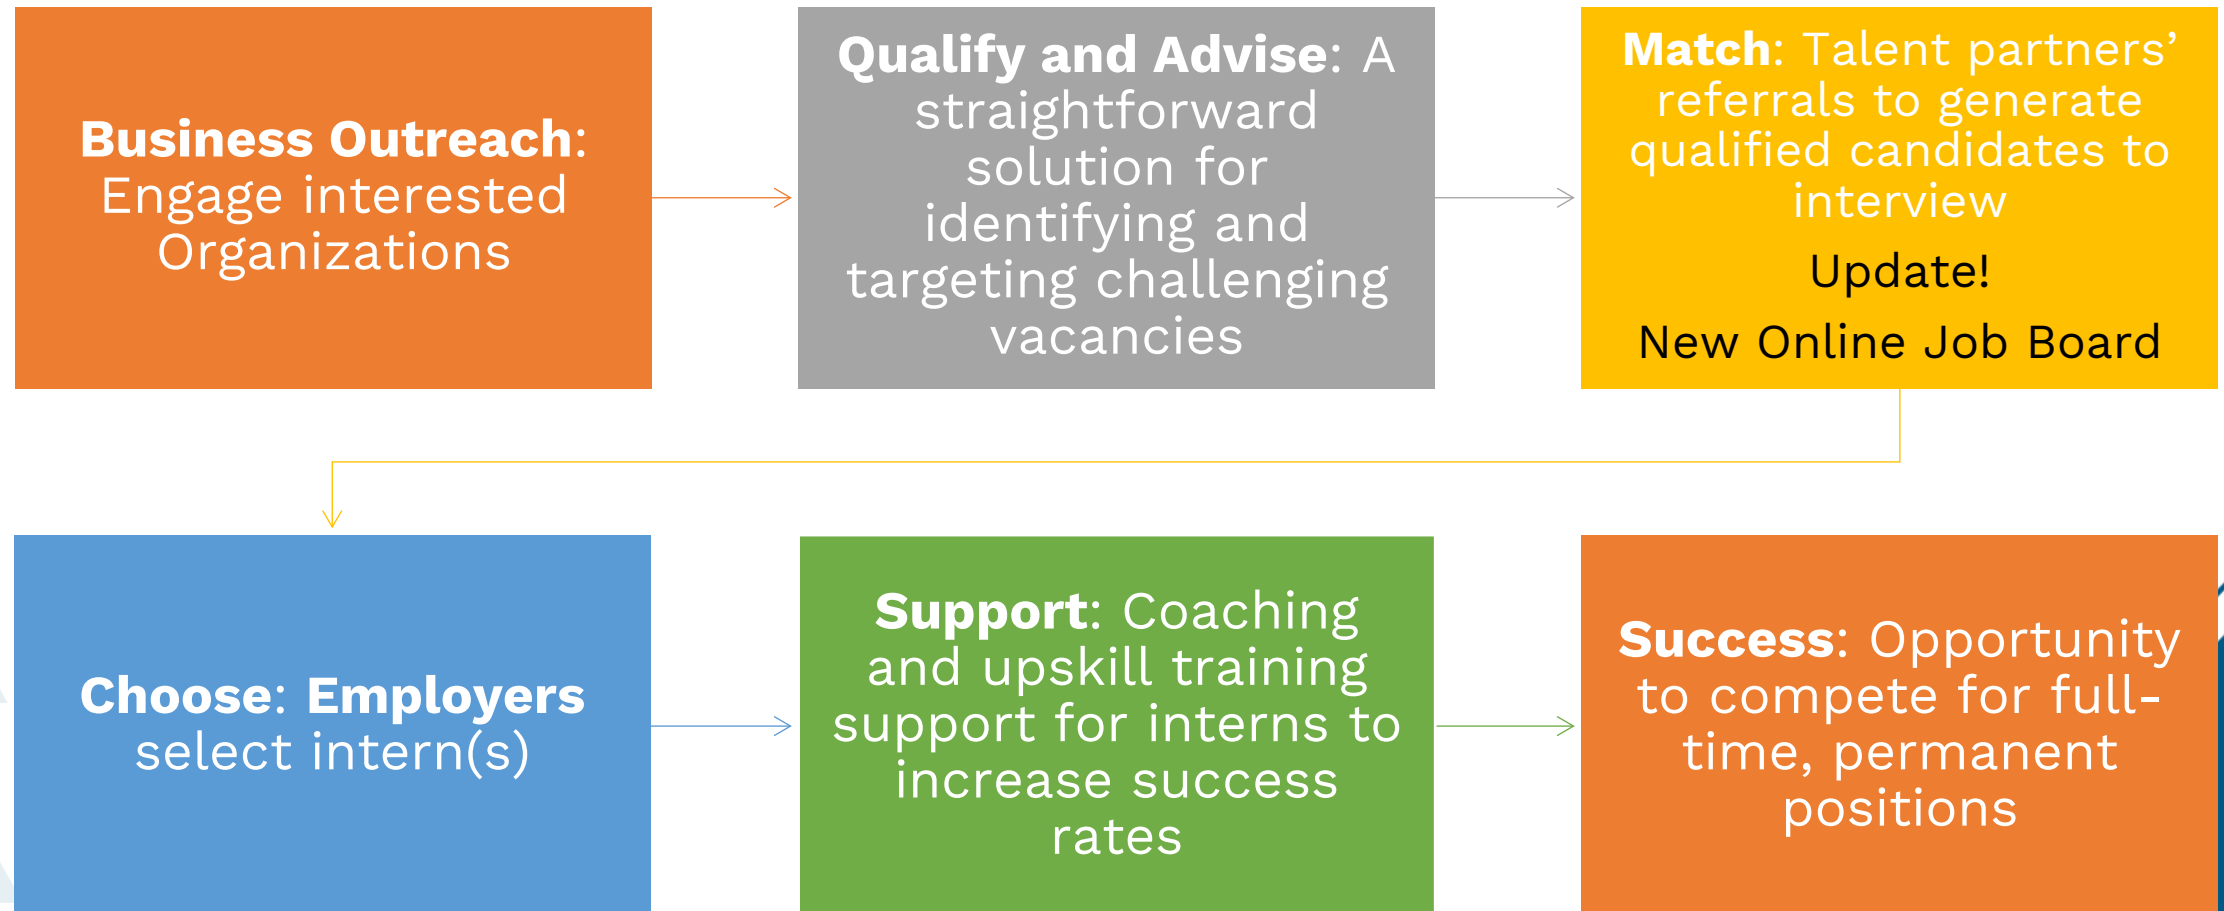 Business Outreach:
Engage interested
Organizations
Qualify and Advise: A
straightforward
solution for
identifying and
targeting challenging
vacancies
Match: Talent partners’
referrals to generate
qualified candidates to
interview
Update!
New Online Job Board
Choose: Employers
select intern(s)
Support: Coaching
and upskill training
support for interns to
increase success
rates
Success: Opportunity
to compete for full-
time, permanent
positions